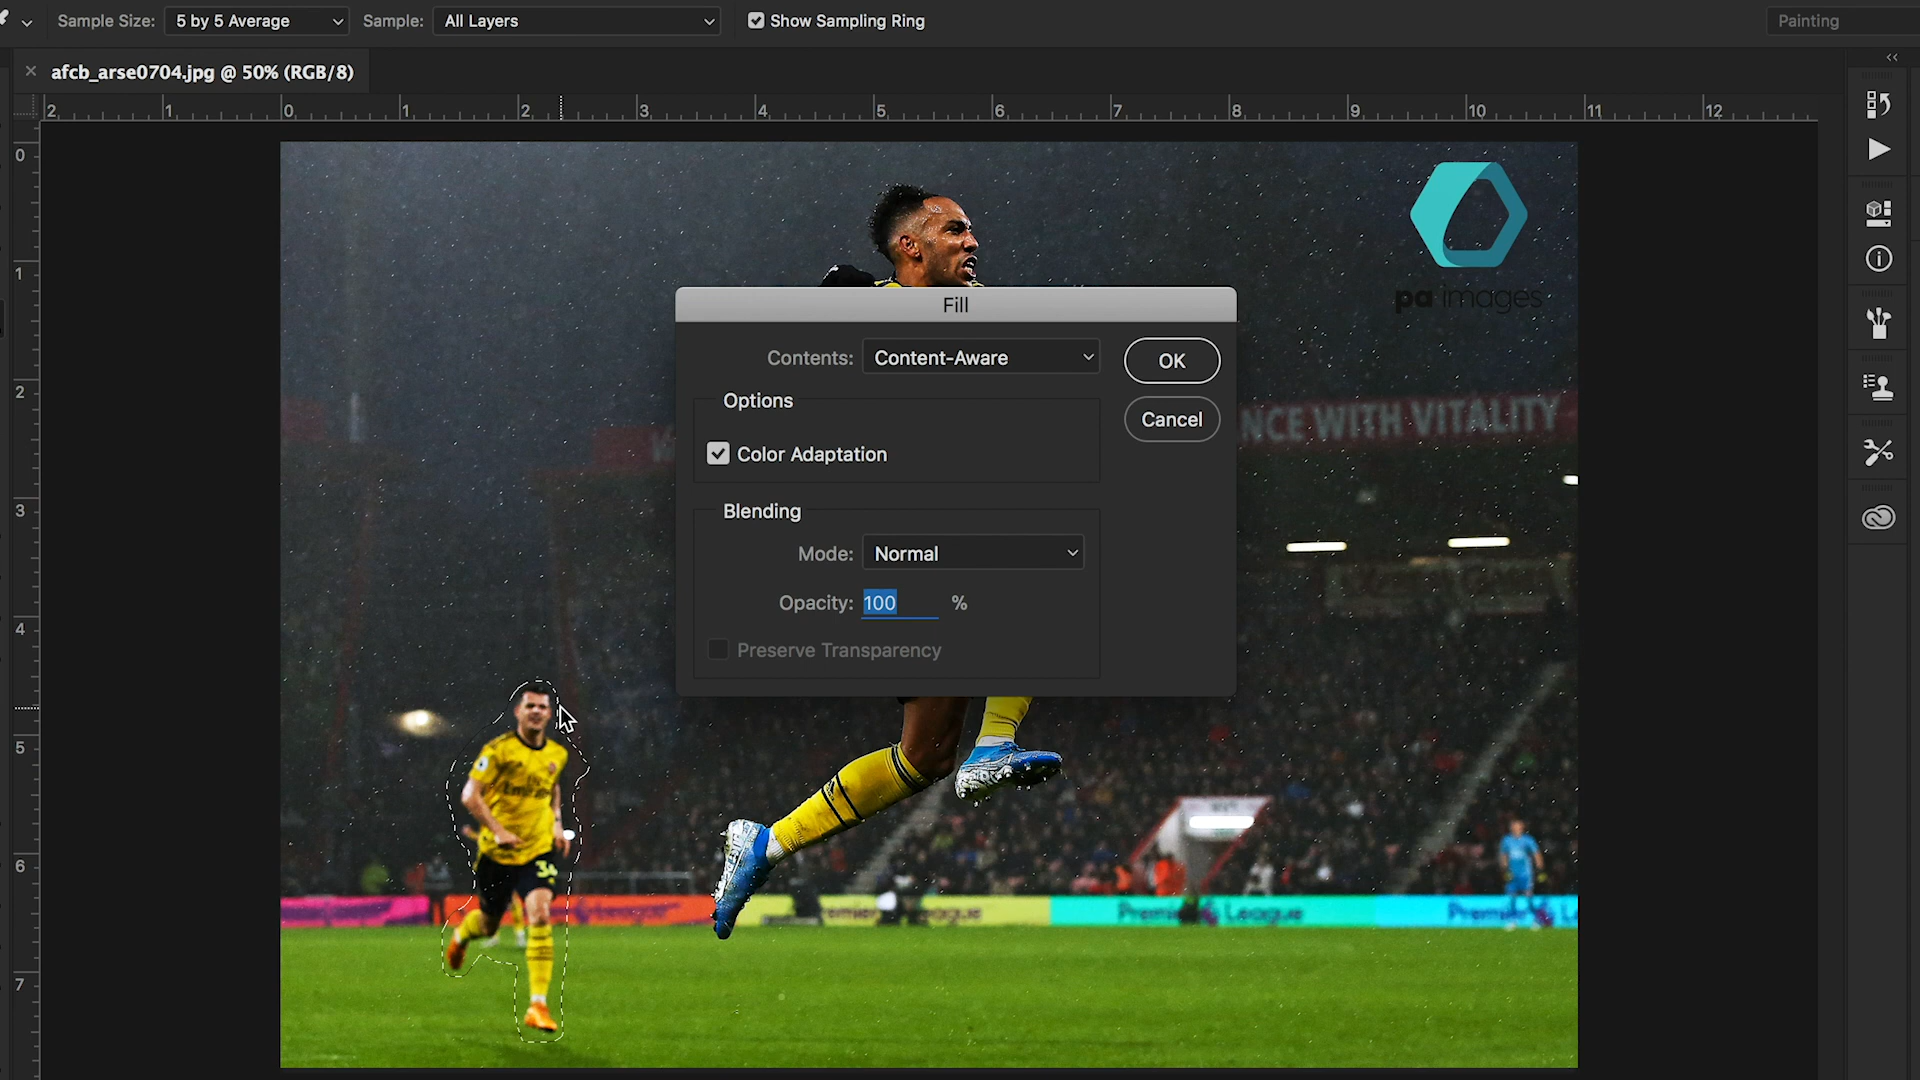 Sample Size: 5 by 5 Average Sample: All Layers Show Sampling Ring Painting
afcb_arse0704.jpg @ 50% (RGB/8)
2 1 0 1 2 3 4 5 6 7 8 9 10 11 12
0
1
2
3
4
5
6
7
pa images
Fill
Contents: Content-Aware
OK
Options
Cancel
NCE WITH VITALITY
Color Adaptation
Blending
Mode: Normal
Opacity: 100 %
Preserve Transparency
34
Premier League